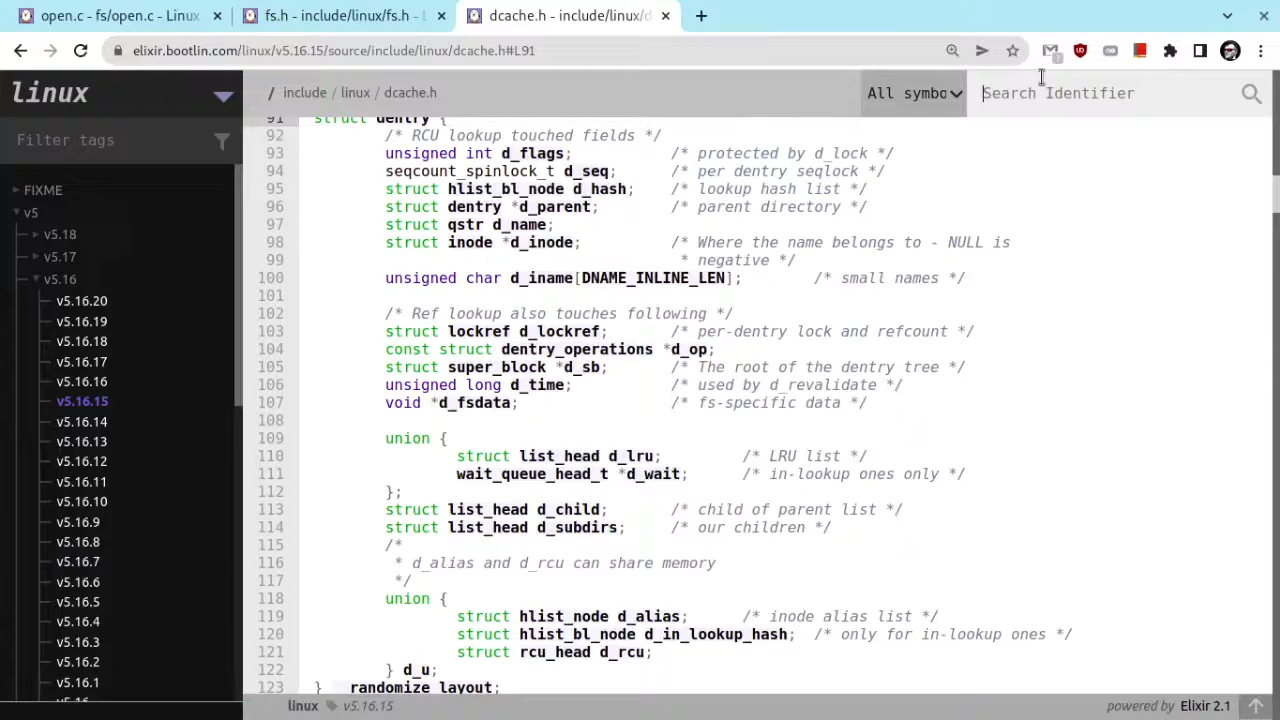 open.c - fs/open.c - Linux
fs.h - include/linux/fs.h - L
dcache.h - include/linux/d
elixir.bootlin.com/linux/v5.16.15/source/include/linux/dcache.h#L91
linux
/ include / linux / dcache.h
All symbo
Search Identifier
Filter tags
FIXME
v5
v5.18
v5.17
v5.16
v5.16.20
v5.16.19
v5.16.18
v5.16.17
v5.16.16
v5.16.15
v5.16.14
v5.16.13
v5.16.12
v5.16.11
v5.16.10
v5.16.9
v5.16.8
v5.16.7
v5.16.6
v5.16.5
v5.16.4
v5.16.3
v5.16.2
v5.16.1
v5.16
91 struct dentry {
92 /* RCU lookup touched fields */
93 unsigned int d_flags; /* protected by d_lock */
94 seqcount_spinlock_t d_seq; /* per dentry seqlock */
95 struct hlist_bl_node d_hash; /* lookup hash list */
96 struct dentry *d_parent; /* parent directory */
97 struct qstr d_name;
98 struct inode *d_inode; /* Where the name belongs to - NULL is
99 * negative */
100 unsigned char d_iname[DNAME_INLINE_LEN]; /* small names */
101
102 /* Ref lookup also touches following */
103 struct lockref d_lockref; /* per-dentry lock and refcount */
104 const struct dentry_operations *d_op;
105 struct super_block *d_sb; /* The root of the dentry tree */
106 unsigned long d_time; /* used by d_revalidate */
107 void *d_fsdata; /* fs-specific data */
108
109 union {
110 struct list_head d_lru; /* LRU list */
111 wait_queue_head_t *d_wait; /* in-lookup ones only */
112 };
113 struct list_head d_child; /* child of parent list */
114 struct list_head d_subdirs; /* our children */
115 /*
116 * d_alias and d_rcu can share memory
117 */
118 union {
119 struct hlist_node d_alias; /* inode alias list */
120 struct hlist_bl_node d_in_lookup_hash; /* only for in-lookup ones */
121 struct rcu_head d_rcu;
122 } d_u;
123 } __randomize_layout;
linux v5.16.15
powered by Elixir 2.1